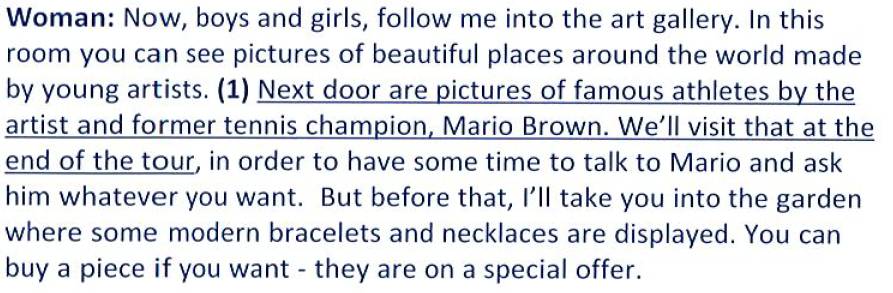 Woman: Now, boys and girls, follow me into the art gallery. In this
room you can see pictures of beautiful places around the world made
by young artists. (1) Next door are pictures of famous athletes by the
artist and former tennis champion, Mario Brown. We'll visit that at the
end of the tour, in order to have some time to talk to Mario and ask
him whatever you want.  But before that, I'll take you into the garden
where some modern bracelets and necklaces are displayed. You can
buy a piece if you want - they are on a special offer.